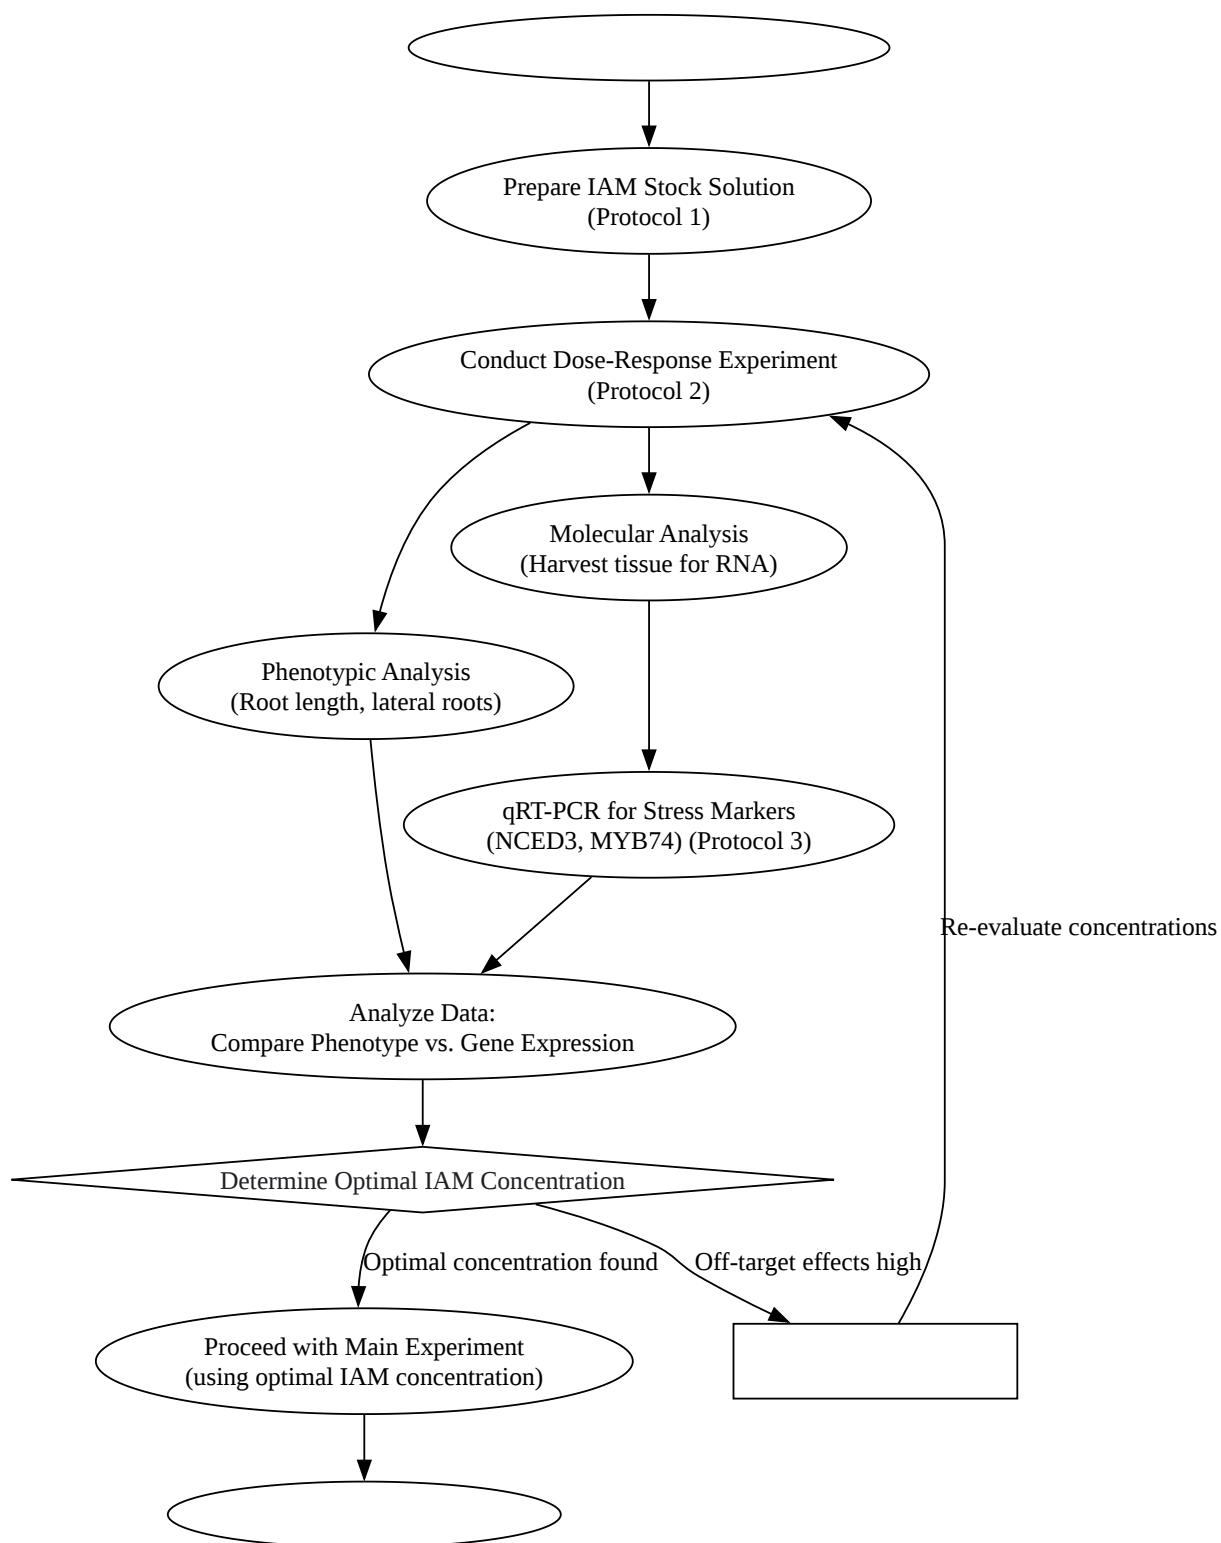 Prepare IAM Stock Solution
(Protocol 1)
Conduct Dose-Response Experiment
(Protocol 2)
Molecular Analysis
(Harvest tissue for RNA)
Phenotypic Analysis
(Root length, lateral roots)
qRT-PCR for Stress Markers
(NCED3, MYB74) (Protocol 3)
Re-evaluate concentrations
Analyze Data:
Compare Phenotype vs. Gene Expression
Determine Optimal IAM Concentration
Optimal concentration found
Off-target effects high
Proceed with Main Experiment
(using optimal IAM concentration)